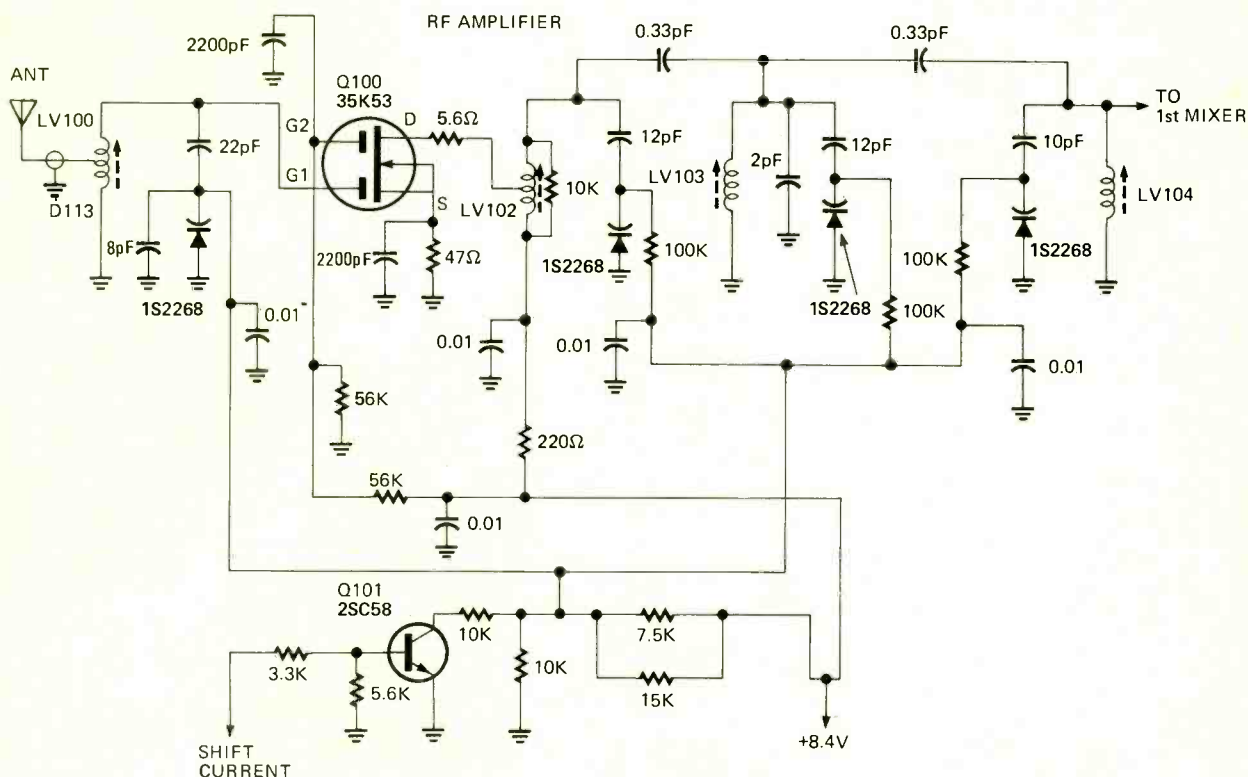 RF AMPLIFIER
0.33pF
0.33pF
2200pF
ANT
Q100
35K53
TO
1st MIXER
LV100
G2
D
5.6Ω
22pF
12pF
12pF
10pF
2pF
G1
10K
LV103
LV104
D113
S
LV102
8pF
2200pF
47Ω
1S2268
100K
1S2268
100K
1S2268
1S2268
100K
0.01
0.01
0.01
0.01
56K
220Ω
56K
0.01
Q101
2SC58
10K
7.5K
3.3K
10K
5.6K
15K
+8.4V
SHIFT
CURRENT